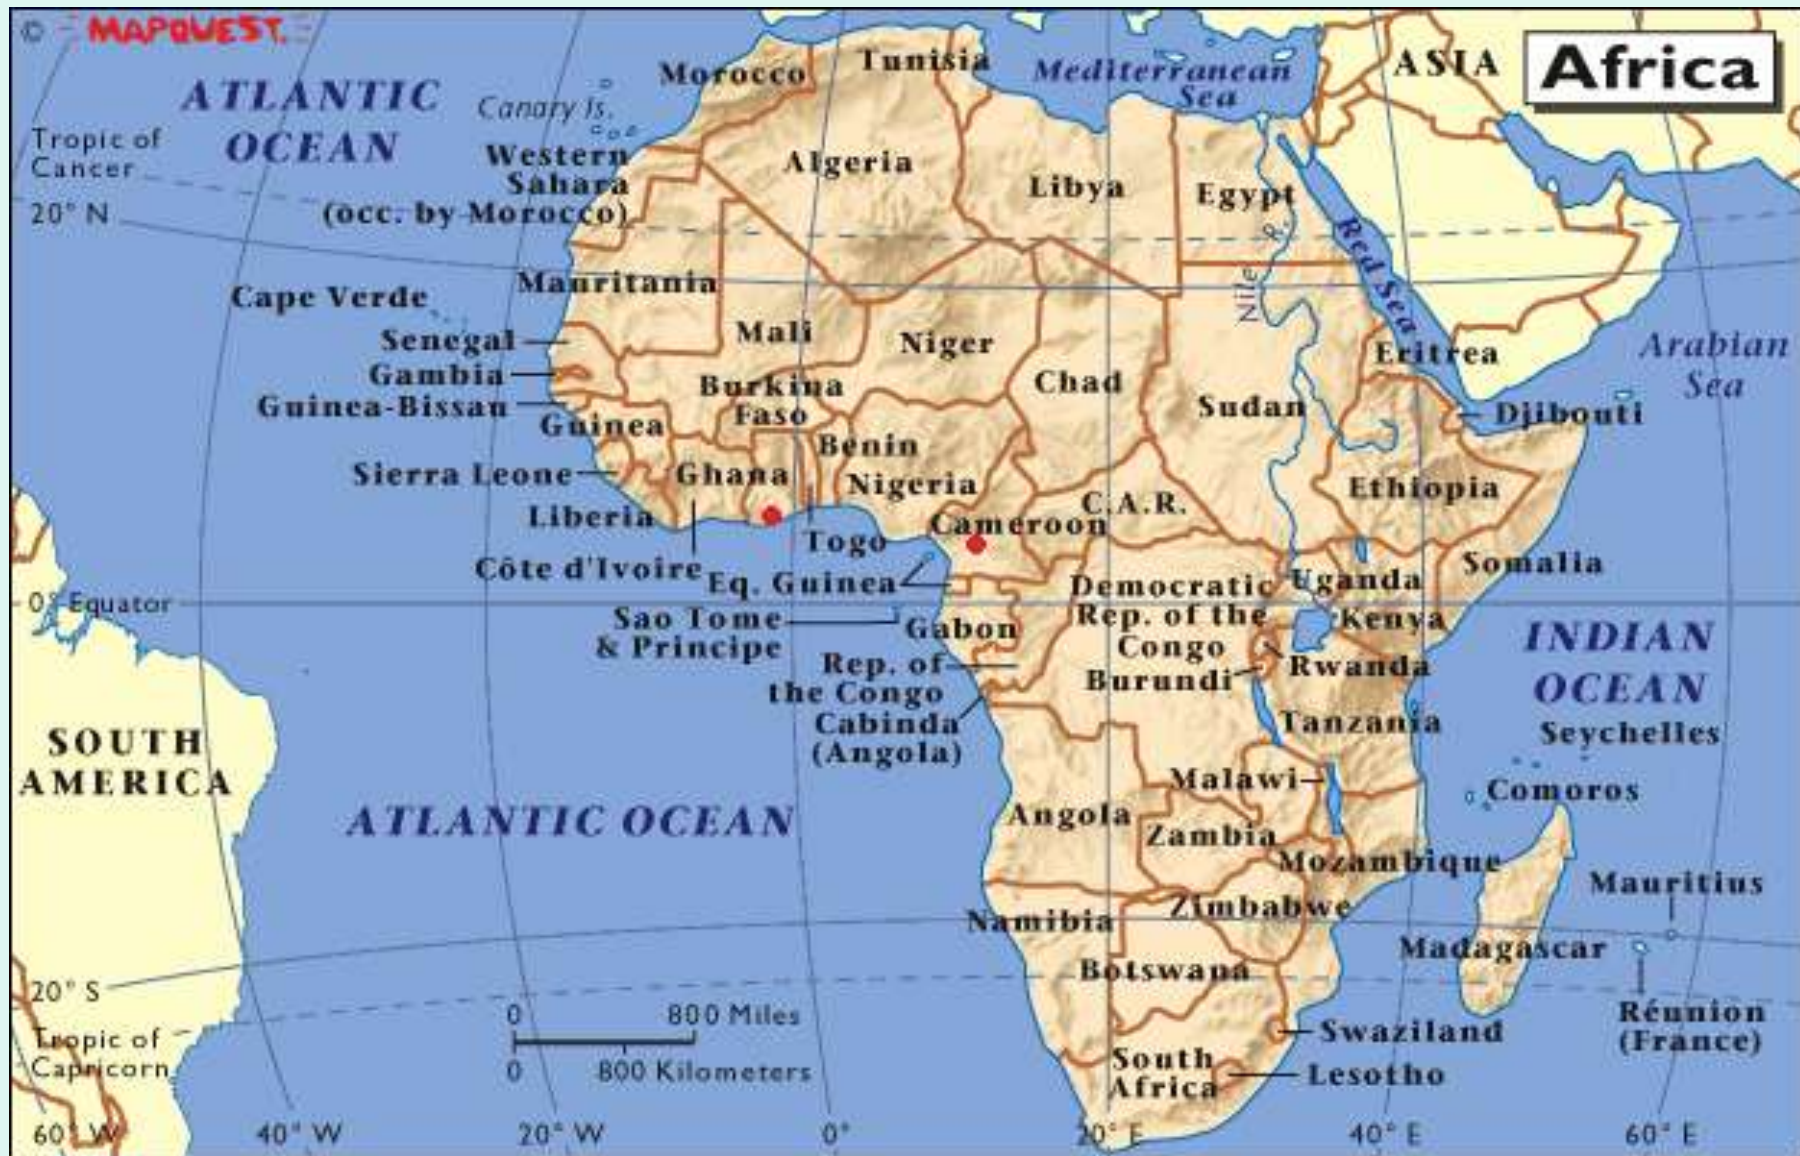 © MAPQUEST.
Africa
ATLANTIC
OCEAN
Canary Is.
Morocco
Tunisia
Mediterranean
Sea
ASIA
Tropic of
Cancer
20° N
Western
Sahara
(occ. by Morocco)
Algeria
Libya
Egypt
Nile R.
Red Sea
Arabian
Sea
Cape Verde
Mauritania
Mali
Niger
Chad
Sudan
Eritrea
Djibouti
Senegal
Gambia
Guinea-Bissau
Guinea
Burkina
Faso
Benin
Nigeria
Ghana
Sierra Leone
Liberia
Togo
Côte d'Ivoire
Eq. Guinea
Cameroon
C.A.R.
Ethiopia
Somalia
0° Equator
Sao Tome
& Principe
Gabon
Rep. of
the Congo
Cabinda
(Angola)
Democratic
Rep. of the
Congo
Uganda
Kenya
Rwanda
Burundi
Tanzania
INDIAN
OCEAN
Seychelles
Comoros
SOUTH
AMERICA
ATLANTIC OCEAN
Angola
Malawi
Zambia
Mozambique
Mauritius
Namibia
Zimbabwe
Madagascar
Botswana
Réunion
(France)
20° S
Tropic of
Capricorn
0 800 Miles
0 800 Kilometers
Swaziland
South
Africa
Lesotho
60° W
40° W
20° W
0°
20° E
40° E
60° E